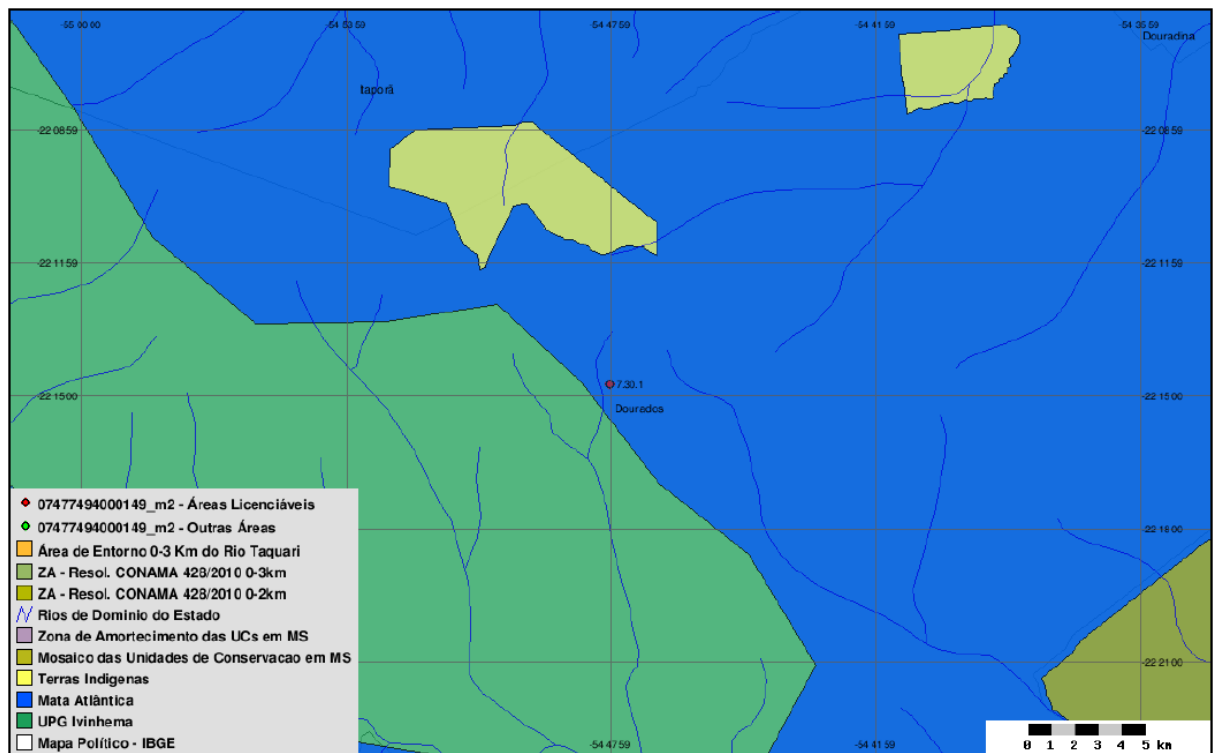 -55 00 00
-54 53 59
-54 47 59
-54 41 59
-54 35 59
Douradina
Itaporã
-22 08 59
-22 08 59
-22 11 59
-22 11 59
7.30.1
Dourados
-22 15 00
-22 15 00
-22 18 00
-22 21 00
07477494000149_m2 - Áreas Licenciáveis
07477494000149_m2 - Outras Áreas
Área de Entorno 0-3 Km do Rio Taquari
ZA - Resol. CONAMA 428/2010 0-3km
ZA - Resol. CONAMA 428/2010 0-2km
Rios de Dominio do Estado
Zona de Amortecimento das UCs em MS
Mosaico das Unidades de Conservacao em MS
Terras Indigenas
Mata Atlântica
UPG Ivinhema
Mapa Político - IBGE
-54 47 59
-54 41 59
0 1 2 3 4 5 km